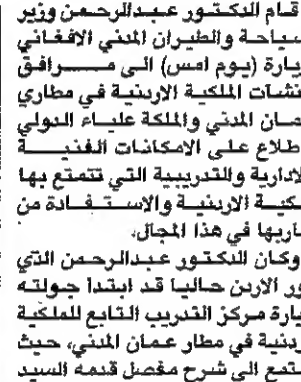 قام الدكتور عبدالرحمن وزير
سياحة والطيران المدني الافغاني
يارة (يوم امس) الى مرافق
نشات الملكية الاردنية في مطاري
مان المدني والملكة علياء الدولي
طلاع على الامكانات الفنية
لادارية والتدريبية التي تتمتع بها
لكية الاردنية والاستفادة من
اربها في هذا المجال.
وكان الدكتور عبدالرحمن الذي
ور الاردن حاليا قد ابتدأ جولته
يارة مركز التدريب التابع للملكية
ردنية في مطار عمان المدني، حيث
تمع الى شرح مفصل قدمه السيد